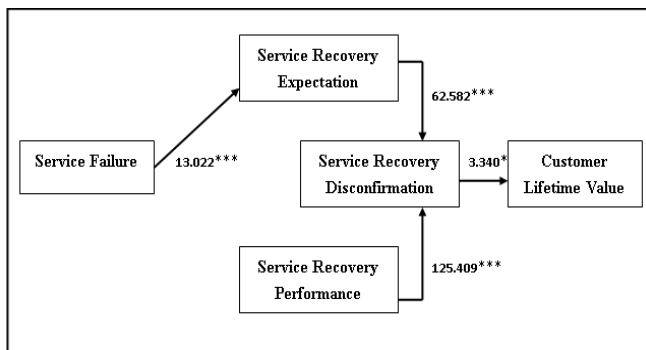 Service Recovery
Expectation
62.582***
Service Failure
13.022***
Service Recovery
Disconfirmation
3.340*
Customer
Lifetime Value
Service Recovery
Performance
125.409***